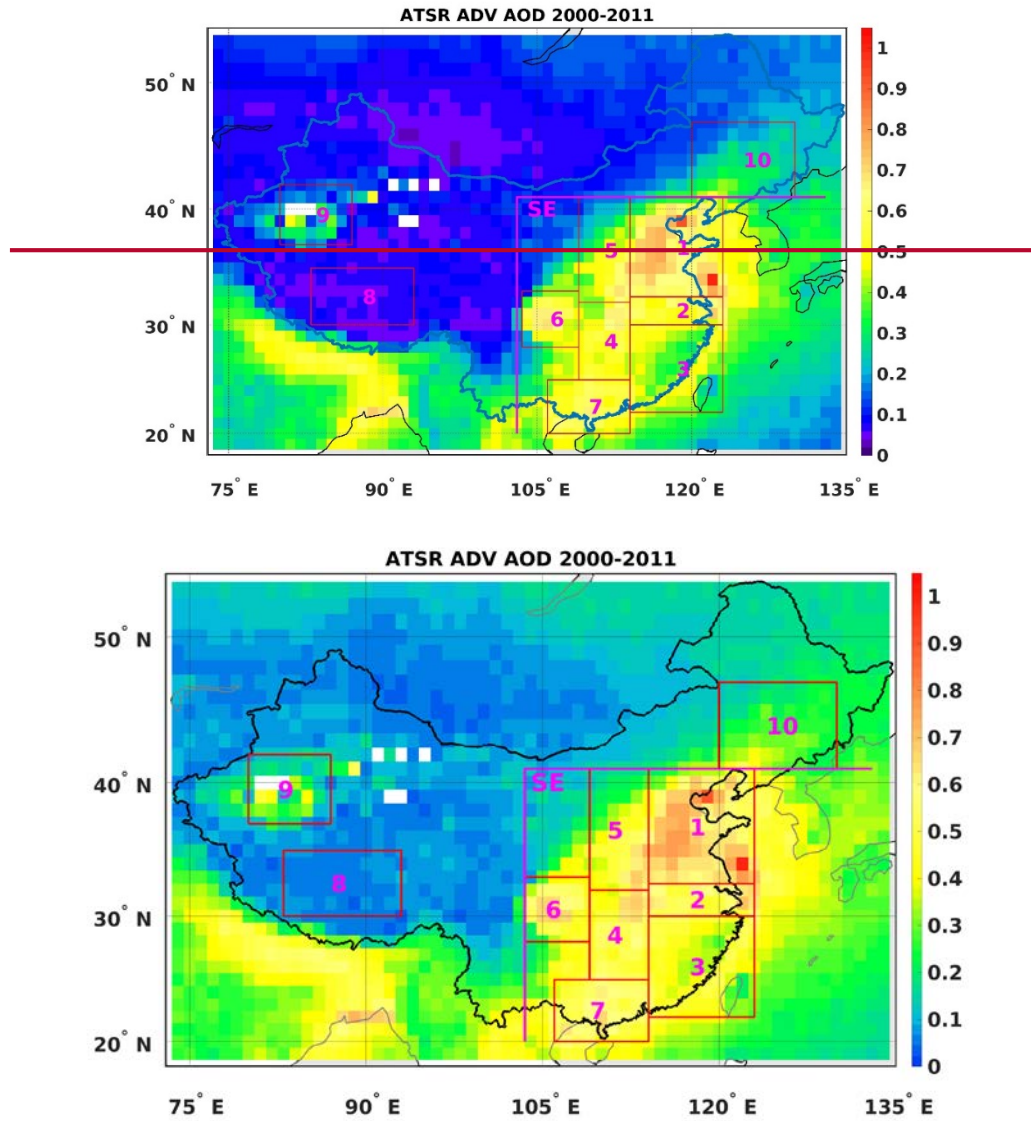 ATSR ADV AOD 2000-2011
50° N
40° N
30° N
20° N
75° E
90° E
105° E
120° E
135° E
1
0.9
0.8
0.7
0.6
0.5
0.4
0.3
0.2
0.1
0
SE
10
9
5
1
8
6
2
4
3
7
ATSR ADV AOD 2000-2011
50° N
40° N
30° N
20° N
75° E
90° E
105° E
120° E
135° E
1
0.9
0.8
0.7
0.6
0.5
0.4
0.3
0.2
0.1
0
10
SE
9
5
1
8
6
2
4
3
7